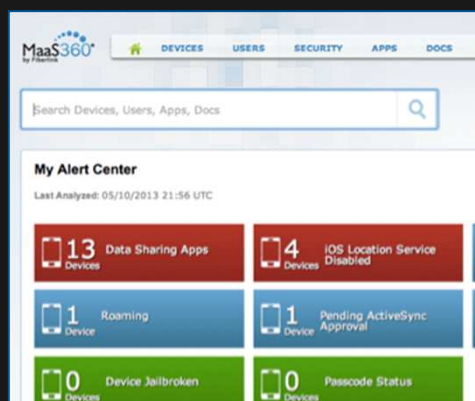 MaaS360
by Fiberlink
DEVICES USERS SECURITY APPS DOCS
Search Devices, Users, Apps, Docs
My Alert Center
Last Analyzed: 05/10/2013 21:56 UTC
13 Devices Data Sharing Apps
4 Devices iOS Location Service Disabled
1 Device Roaming
1 Device Pending ActiveSync Approval
0 Devices Device Jailbroken
0 Devices Passcode Status